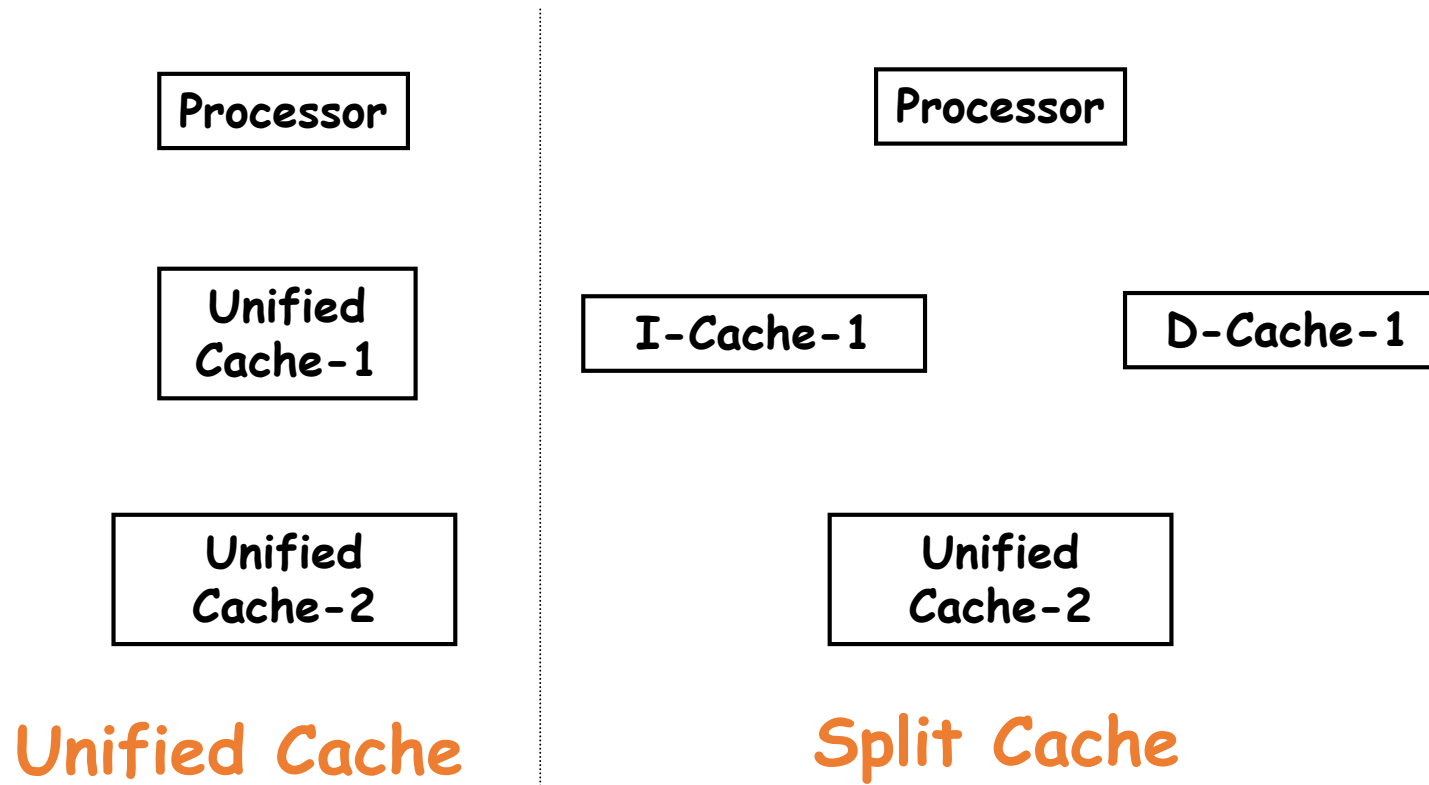 Processor
Unified
Cache-1
Unified
Cache-2
Unified Cache
Processor
I-Cache-1
D-Cache-1
Unified
Cache-2
Split Cache